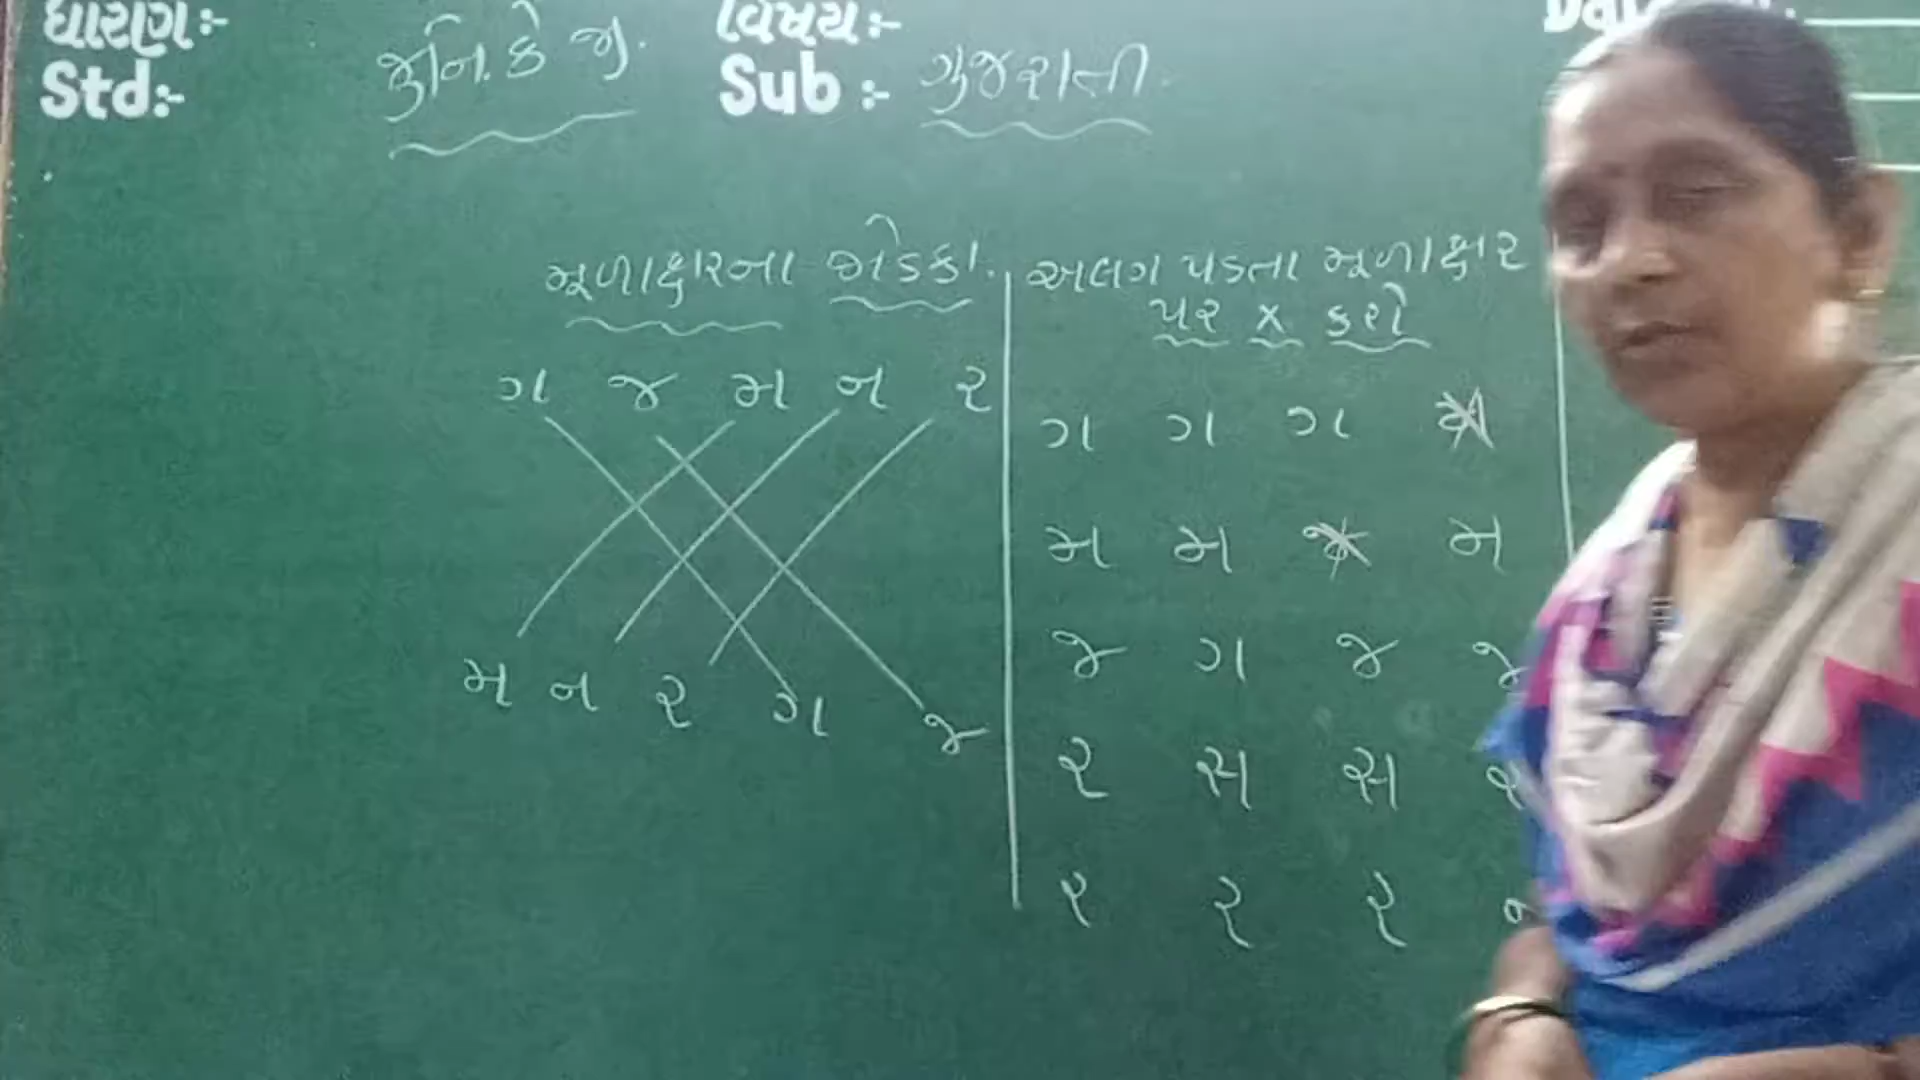 ધોરણ:-
Std:-
જુનિ. કે જી.
વિષય:-
Sub :-
ગુજરાતી.
મૂળાક્ષરના જોડકા.
ગ જ મ ન ર
મ ન ર ગ જ
અલગ પડતા મૂળાક્ષર
પર x કરો
ગ ગ ગ
મ મ મ
જ ગ જ જ
ર સ સ
ર ર ર